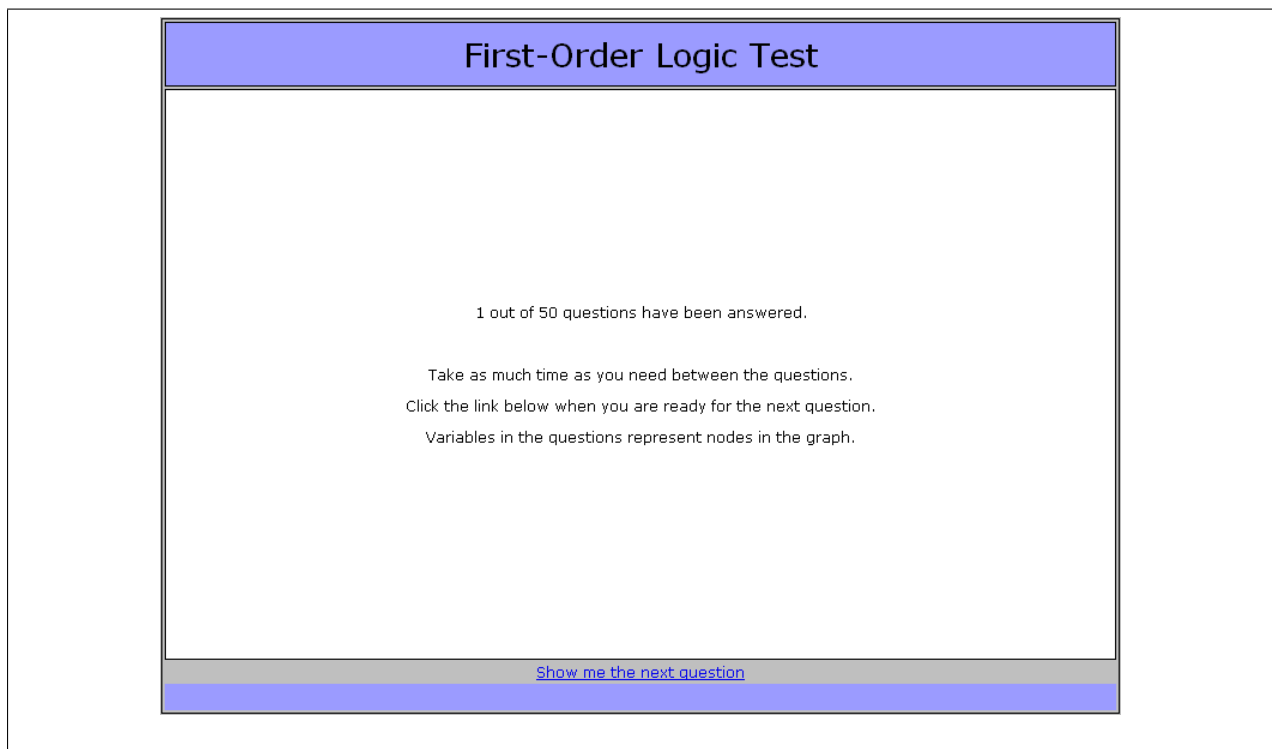 First-Order Logic Test
1 out of 50 questions have been answered.
Take as much time as you need between the questions.
Click the link below when you are ready for the next question.
Variables in the questions represent nodes in the graph.
Show me the next question